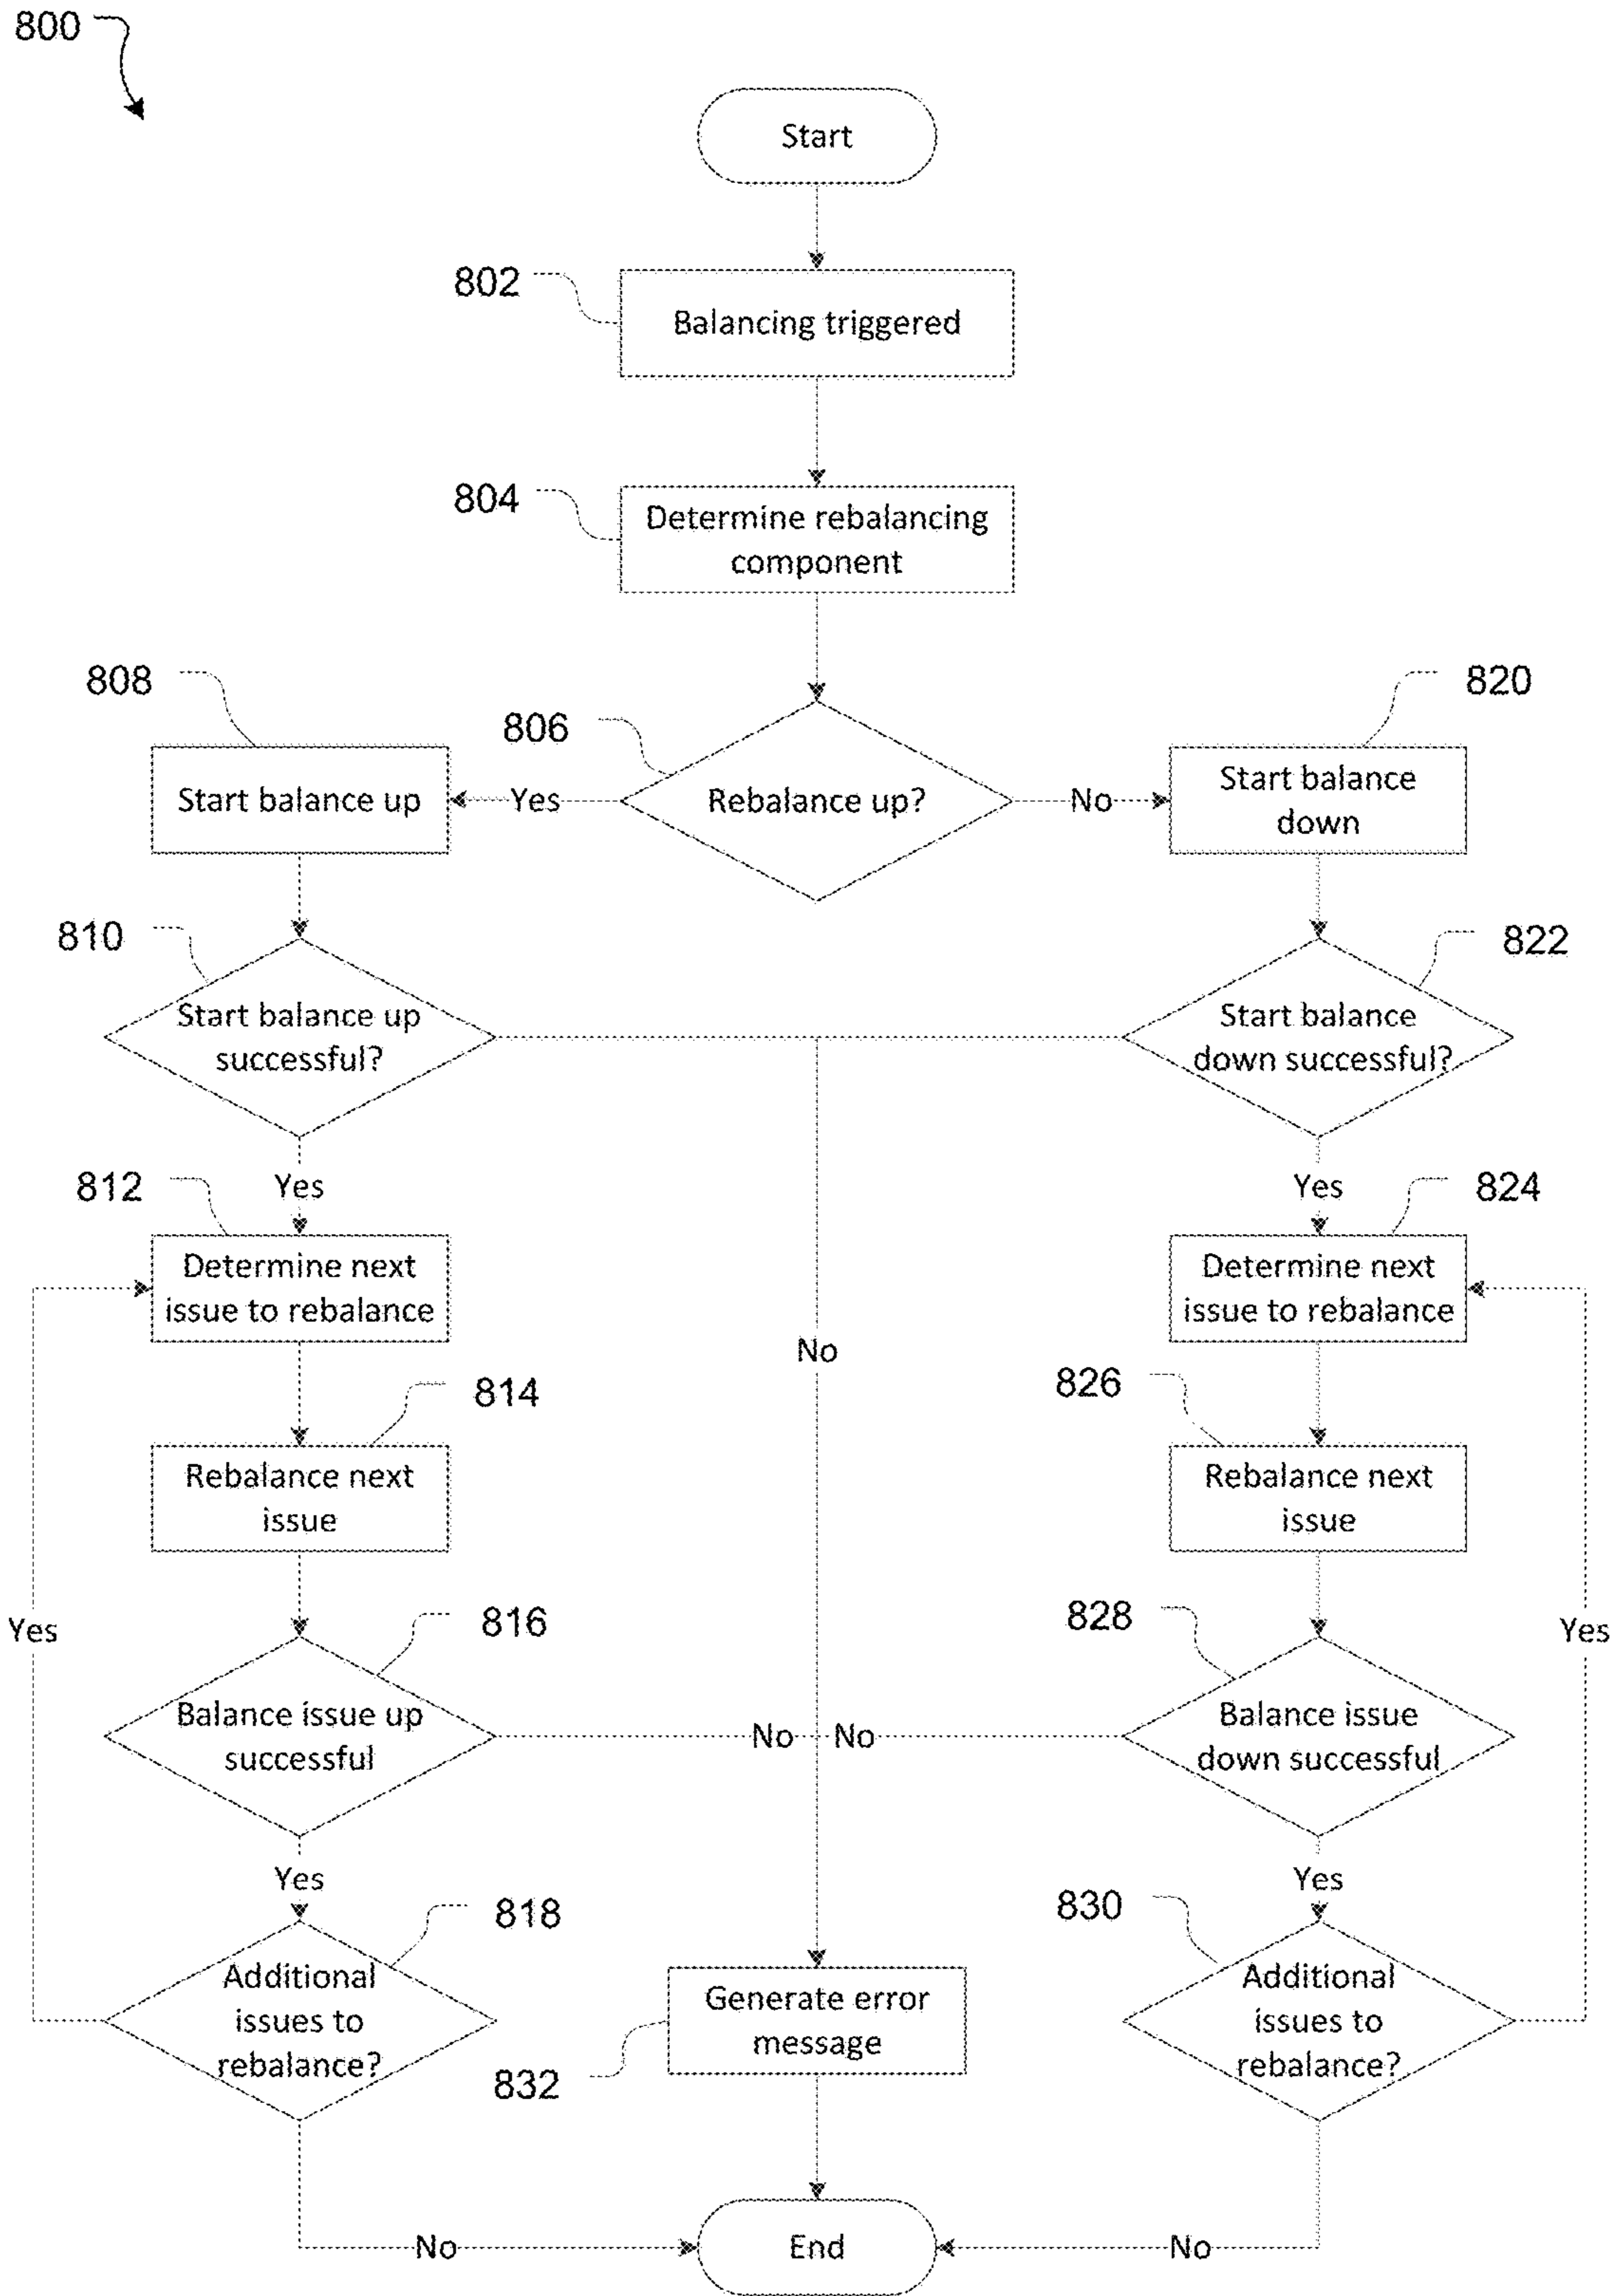 800
Start
802
Balancing triggered
804
Determine rebalancing
component
808
820
806
Start balance up
Yes
Rebalance up?
No
Start balance
down
810
822
Start balance up
successful?
Start balance
down successful?
Yes
Yes
812
824
Determine next
issue to rebalance
Determine next
issue to rebalance
No
814
826
Rebalance next
issue
Rebalance next
issue
Yes
816
828
Yes
Balance issue up
successful
No
No
Balance issue
down successful
Yes
Yes
818
830
Additional
issues to
rebalance?
Generate error
message
832
Additional
issues to
rebalance?
No
End
No